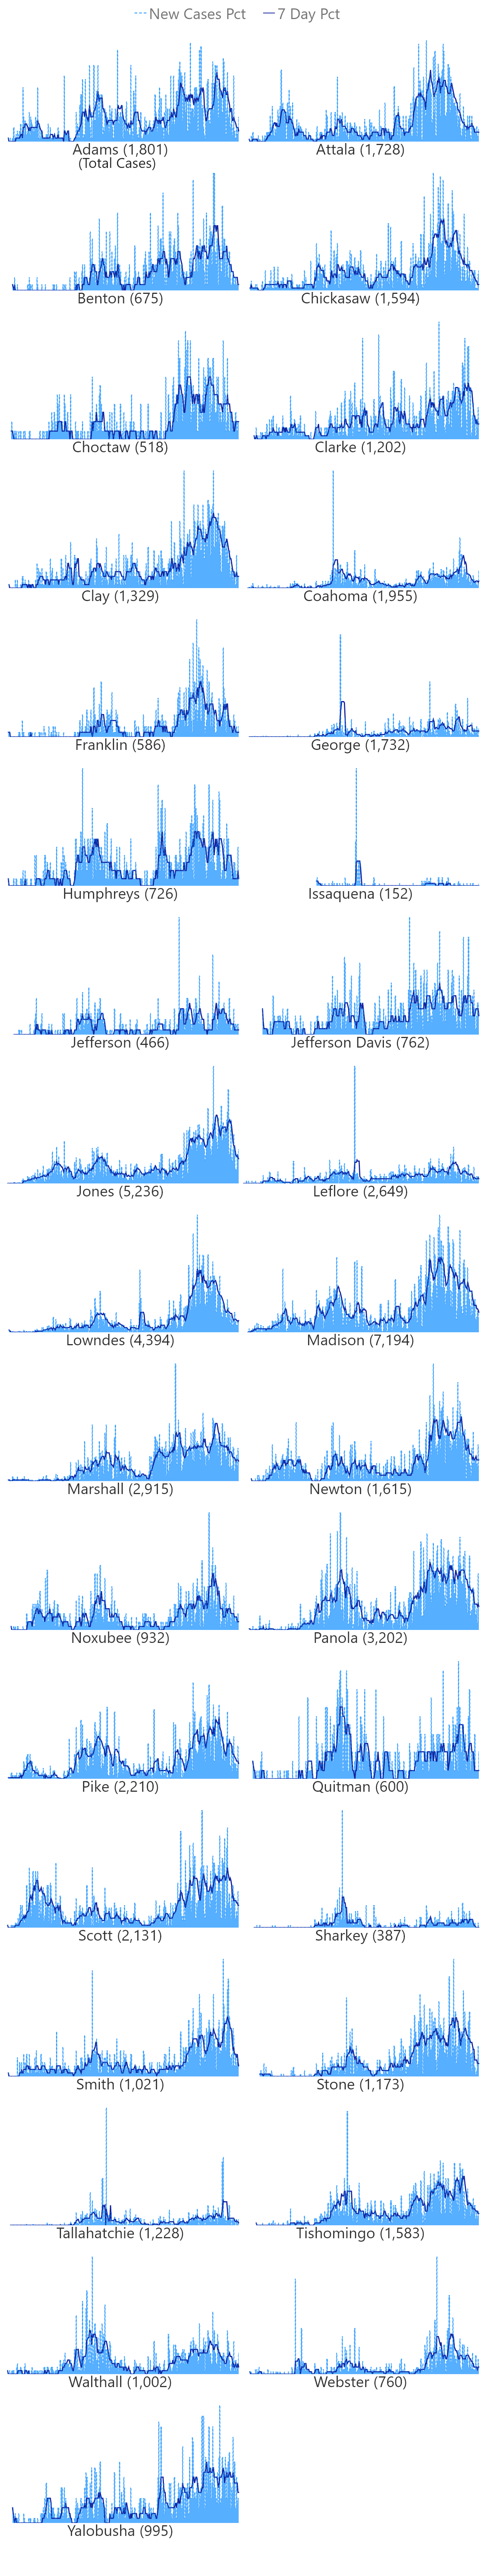 New Cases Pct 7 Day Pct
Adams (1,801) Attala (1,728)
(Total Cases)
Benton (675) Chickasaw (1,594)
Choctaw (518) Clarke (1,202)
Clay (1,329) Coahoma (1,955)
Franklin (586) George (1,732)
Humphreys (726) Issaquena (152)
Jefferson (466) Jefferson Davis (762)
Jones (5,236) Leflore (2,649)
Lowndes (4,394) Madison (7,194)
Marshall (2,915) Newton (1,615)
Noxubee (932) Panola (3,202)
Pike (2,210) Quitman (600)
Scott (2,131) Sharkey (387)
Smith (1,021) Stone (1,173)
Tallahatchie (1,228) Tishomingo (1,583)
Walthall (1,002) Webster (760)
Yalobusha (995)